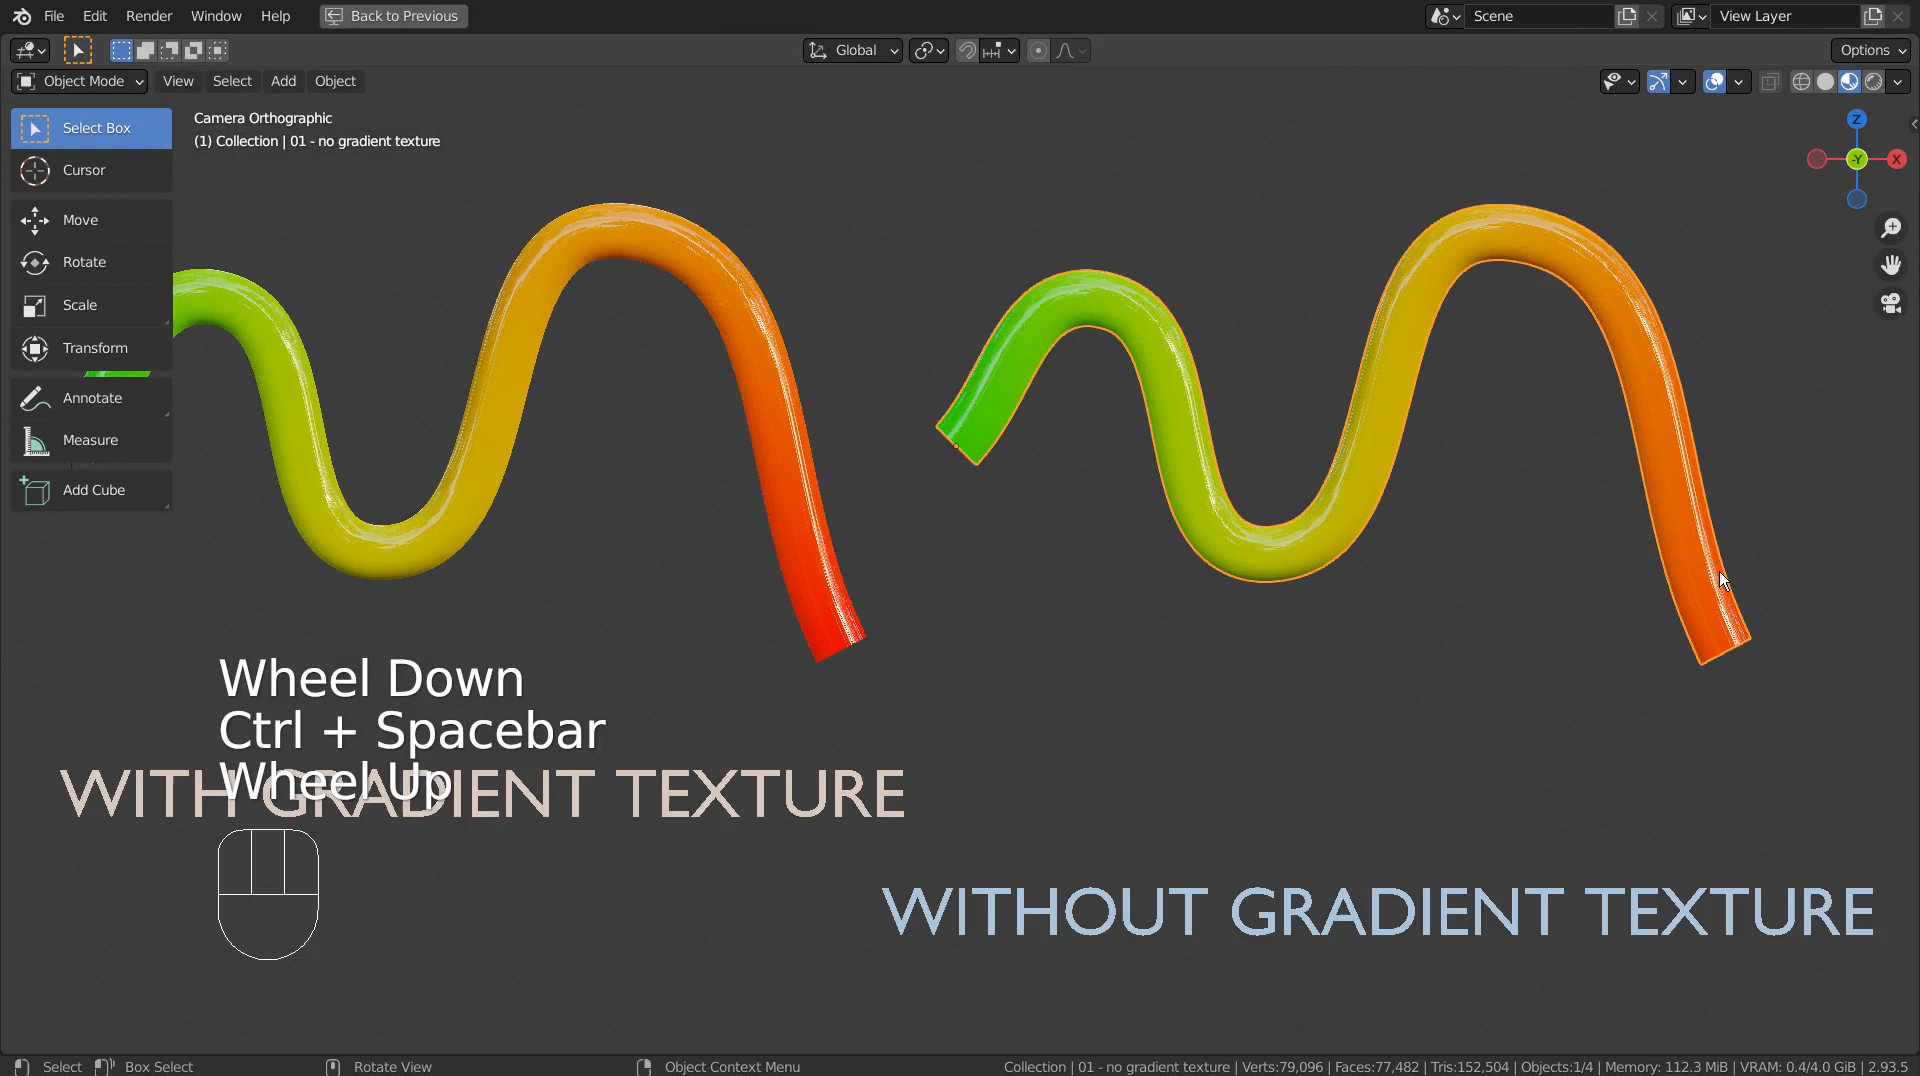 File Edit Render Window Help Back to Previous Scene View Layer
Global Options
Object Mode View Select Add Object
Select Box
Cursor
Move
Rotate
Scale
Transform
Annotate
Measure
Add Cube
Camera Orthographic
(1) Collection | 01 - no gradient texture
Z
-Y
X
Wheel Down
Ctrl + Spacebar
Wheel Up
WITH GRADIENT TEXTURE
WITHOUT GRADIENT TEXTURE
Select Box Select Rotate View Object Context Menu Collection | 01 - no gradient texture | Verts:79,096 | Faces:77,482 | Tris:152,504 | Objects:1/4 | Memory: 112.3 MiB | VRAM: 0.4/4.0 GiB | 2.93.5